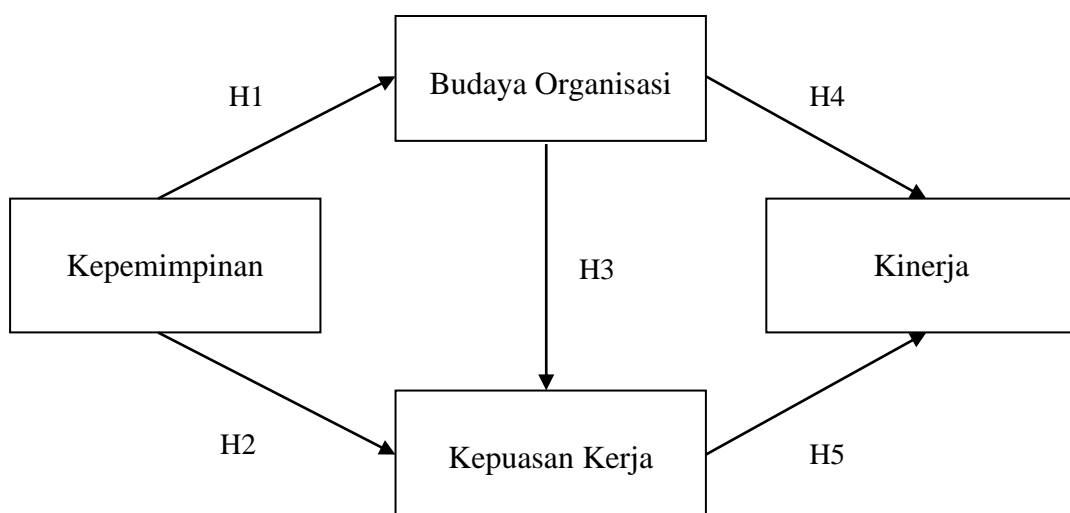 Budaya Organisasi
H1
H4
Kepemimpinan
H3
Kinerja
H2
Kepuasan Kerja
H5